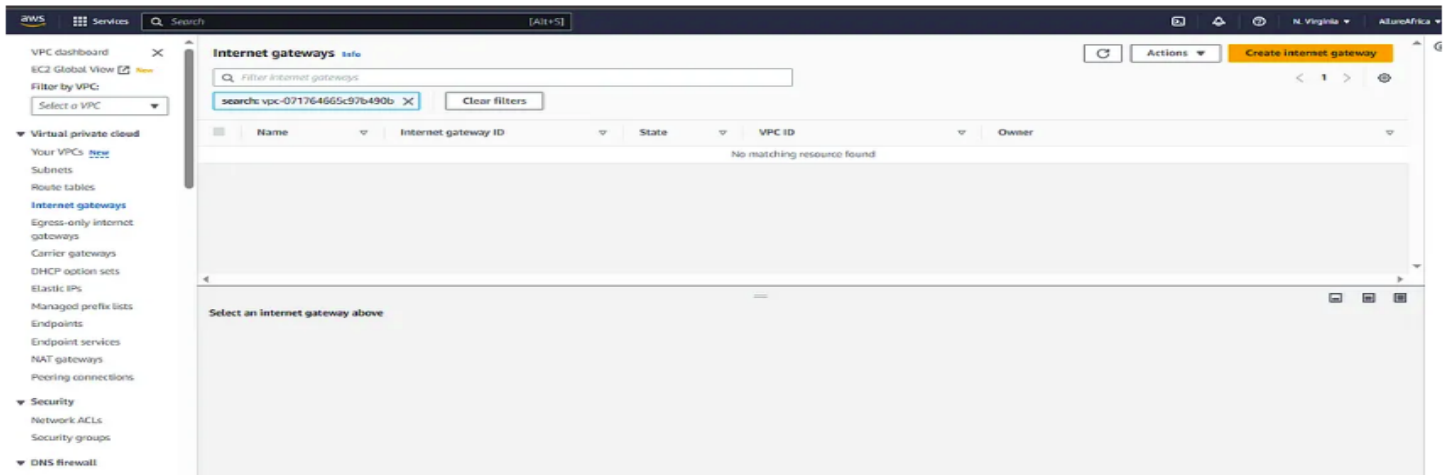 aws
Services
Search
[Alt+S]
N. Virginia
AzureAfrica
VPC dashboard
EC2 Global View New
Filter by VPC:
Select a VPC
Virtual private cloud
Your VPCs New
Subnets
Route tables
Internet gateways
Egress-only internet
gateways
Carrier gateways
DHCP option sets
Elastic IPs
Managed prefix lists
Endpoints
Endpoint services
NAT gateways
Peering connections
Security
Network ACLs
Security groups
DNS firewall
Internet gateways Info
Actions
Create internet gateway
Filter internet gateways
1
search: vpc-071764665c97b490b
Clear filters
Name
Internet gateway ID
State
VPC ID
Owner
No matching resource found
Select an internet gateway above